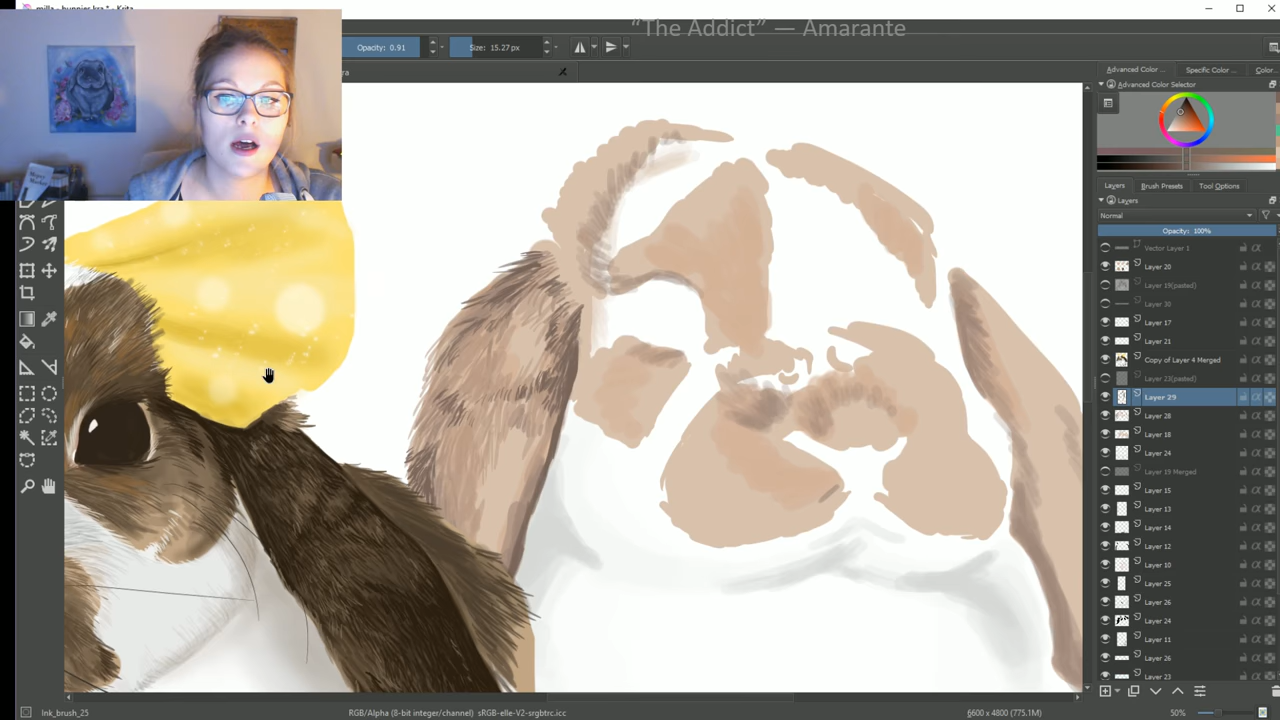 milla - bunnies.kra * - Krita
"The Addict" — Amarante
Opacity: 0.91
Size: 15.27 px
Advanced Color ...
Specific Color ...
Color...
Advanced Color Selector
Layers
Brush Presets
Tool Options
Layers
Normal
Opacity: 100%
Vector Layer 1
Layer 20
Layer 19(pasted)
Layer 30
Layer 17
Layer 21
Copy of Layer 4 Merged
Layer 23(pasted)
Layer 29
Layer 28
Layer 18
Layer 24
Layer 19 Merged
Layer 15
Layer 13
Layer 14
Layer 12
Layer 10
Layer 25
Layer 26
Layer 24
Layer 11
Layer 26
Layer 23
Ink_brush_25
RGB/Alpha (8-bit integer/channel) sRGB-elle-V2-srgbtrc.icc
6600 x 4800 (775.1M)
50%